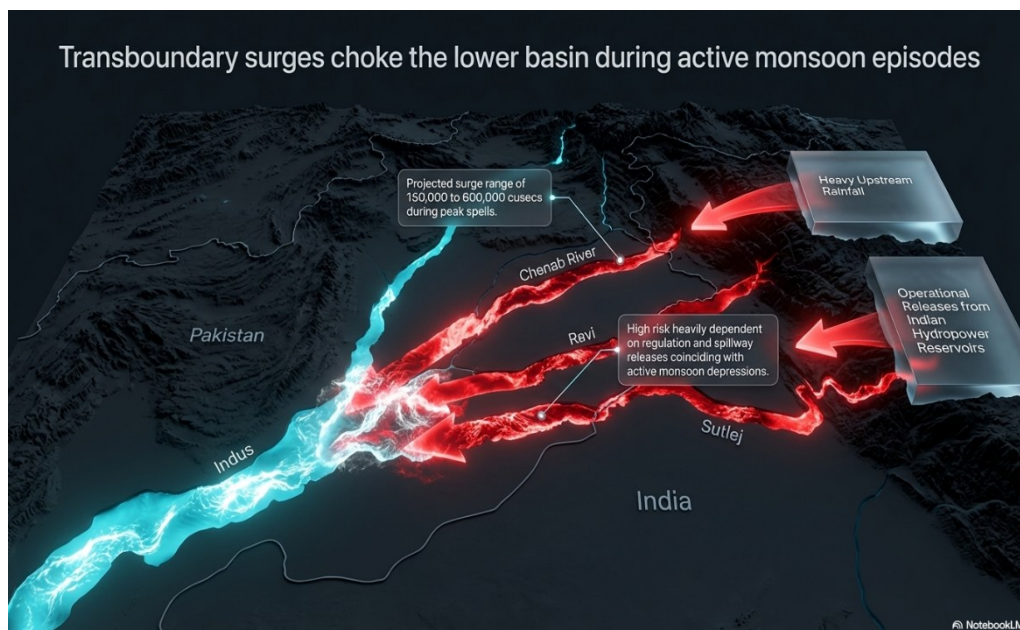 Transboundary surges choke the lower basin during active monsoon episodes
Projected surge range of
150,000 to 600,000 cusecs
during peak spells.
Heavy Upstream
Rainfall
Chenab River
Operational
Releases from
Indian
Hydropower
Reservoirs
Pakistan
Ravi
High risk heavily dependent
on regulation and spillway
releases coinciding with
active monsoon depressions.
Sutlej
Indus
India
NotebookLM